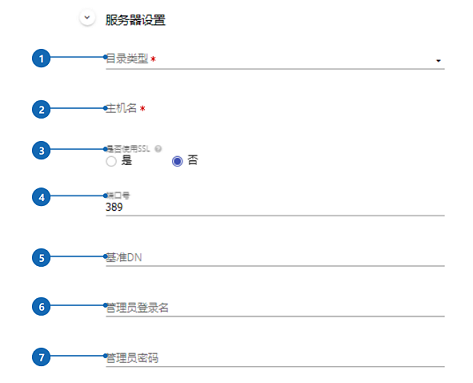 服务器设置
1 目录类型 *
2 主机名 *
3 是否使用SSL ?
是 否
4 端口号
389
5 基准DN
6 管理员登录名
7 管理员密码